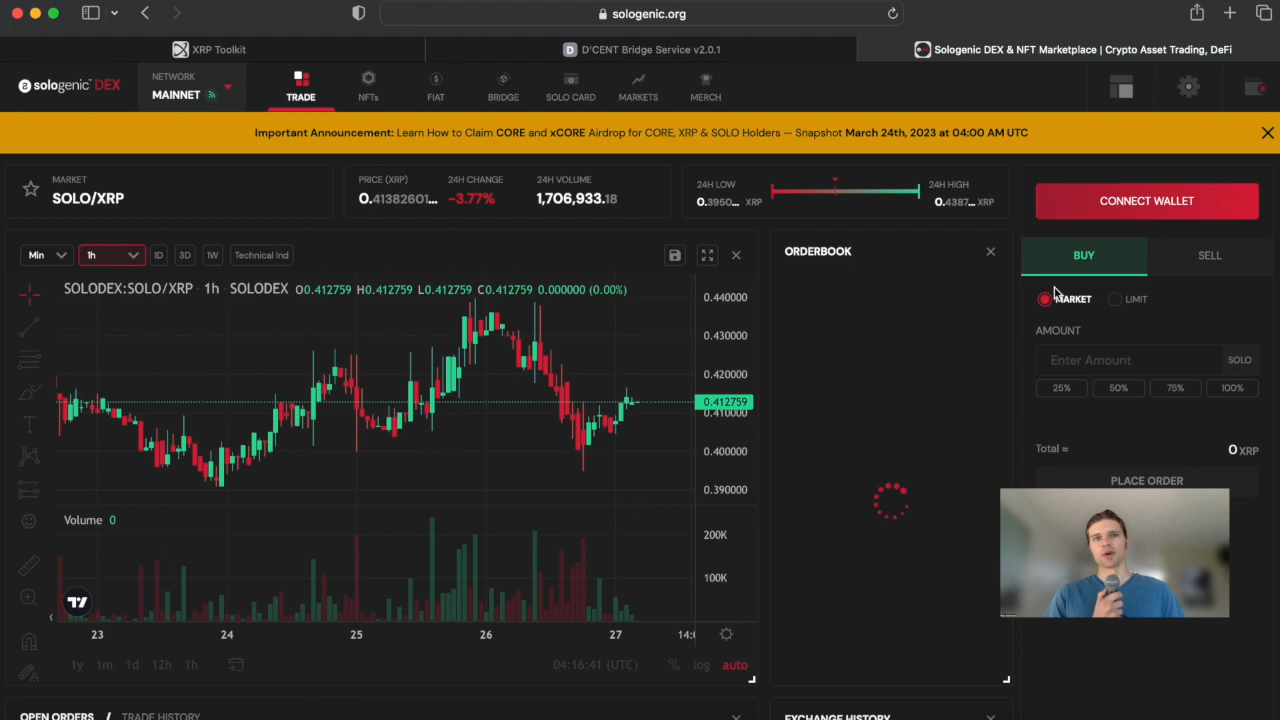 sologenic.org
XRP Toolkit
D'CENT Bridge Service v2.0.1
Sologenic DEX & NFT Marketplace | Crypto Asset Trading, DeFi
sologenic™ DEX
NETWORK
MAINNET
TRADE
NFTs
FIAT
BRIDGE
SOLO CARD
MARKETS
MERCH
Important Announcement: Learn How to Claim CORE and xCORE Airdrop for CORE, XRP & SOLO Holders — Snapshot March 24th, 2023 at 04:00 AM UTC
MARKET
SOLO/XRP
PRICE (XRP)
0.41382601...
24H CHANGE
-3.77%
24H VOLUME
1,706,933.18
24H LOW
0.3950... XRP
24H HIGH
0.4387... XRP
CONNECT WALLET
Min
1h
1D
3D
1W
Technical Ind
ORDERBOOK
BUY
SELL
SOLODEX:SOLO/XRP · 1h · SOLODEX O0.412759 H0.412759 L0.412759 C0.412759 0.000000 (0.00%)
MARKET
LIMIT
AMOUNT
Enter Amount
SOLO
25%
50%
75%
100%
Total ≈
0 XRP
PLACE ORDER
0.440000
0.430000
0.420000
0.412759
0.410000
0.400000
0.390000
Volume 0
200K
100K
23
24
25
26
27
14:0
1y
1m
1d
12h
1h
04:16:41 (UTC)
%
log
auto
OPEN ORDERS / TRADE HISTORY
EXCHANGE HISTORY